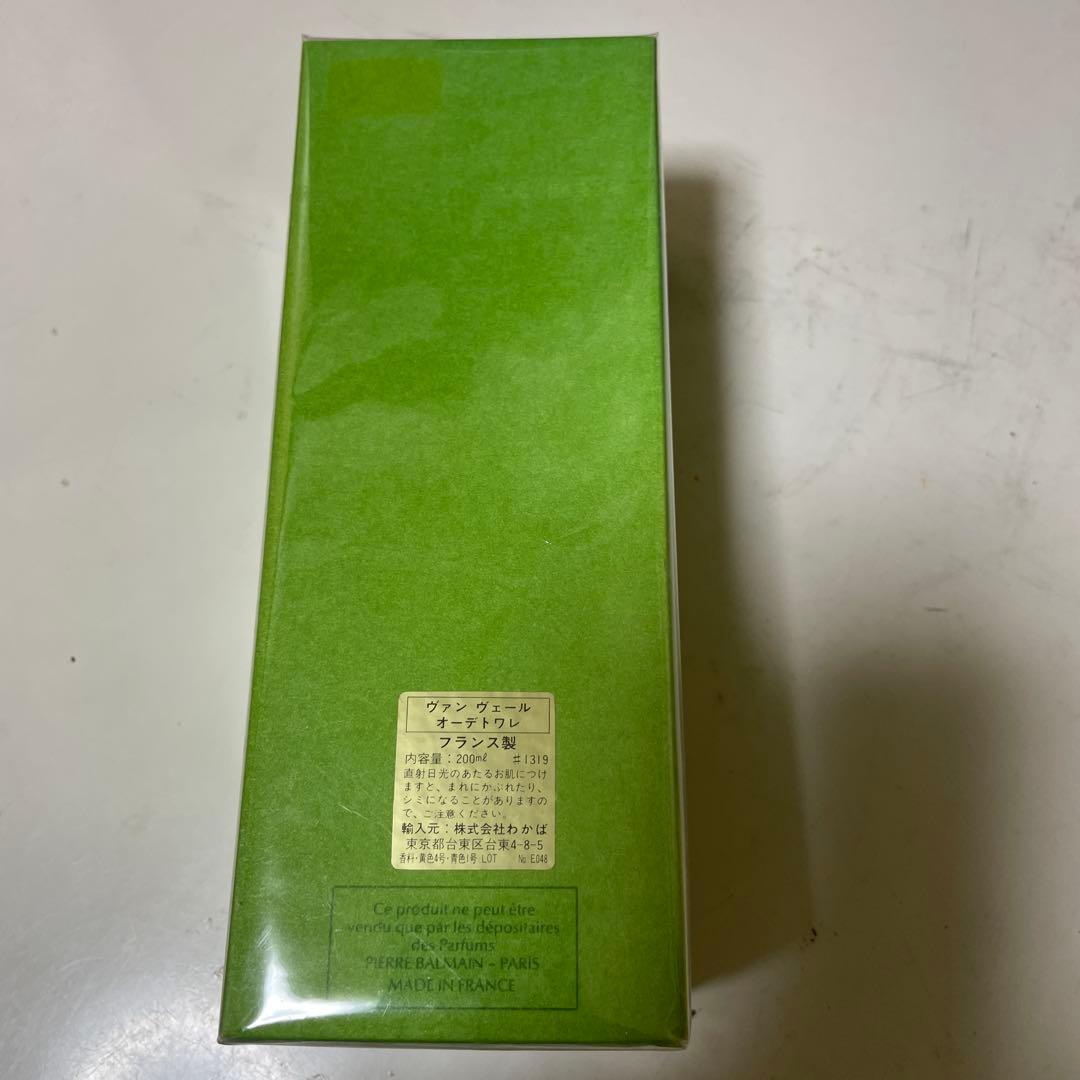 ヴァン ヴェール
オーデトワレ
フランス製
内容量：200ml ♯1319
直射日光のあたるお肌につけ
ますと、まれにかぶれたり、
シミになることがありますの
で、ご注意ください。
輸入元：株式会社わかば
東京都台東区台東4-8-5
香料・黄色4号・青色1号 LOT No E048
Ce produit ne peut être
vendu que par les dépositaires
des Parfums
PIERRE BALMAIN – PARIS
MADE IN FRANCE